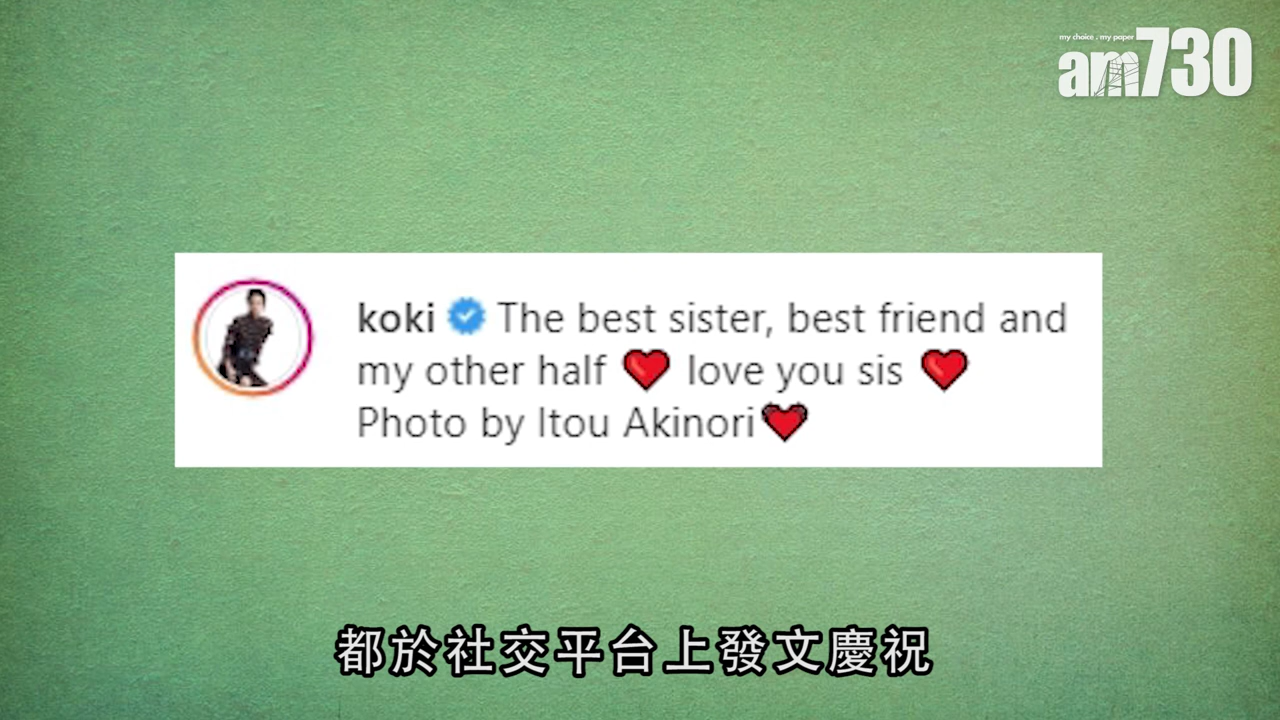 my choice . my paper
am730
koki The best sister, best friend and
my other half ❤ love you sis ❤
Photo by Itou Akinori❤
都於社交平台上發文慶祝